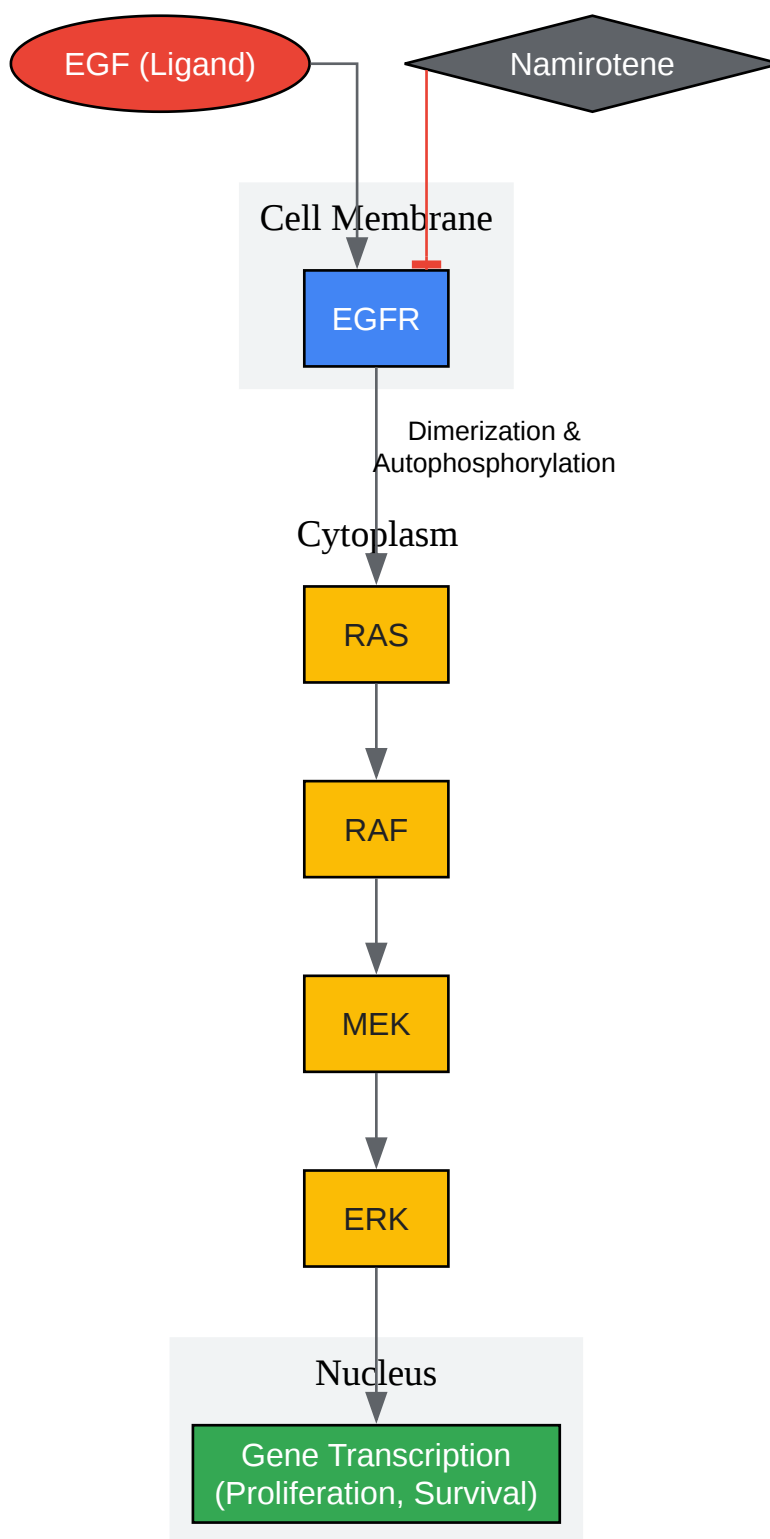 EGF (Ligand)
Namirotene
Cell Membrane
EGFR
Dimerization &
Autophosphorylation
Cytoplasm
RAS
RAF
MEK
ERK
Nucleus
Gene Transcription
(Proliferation, Survival)